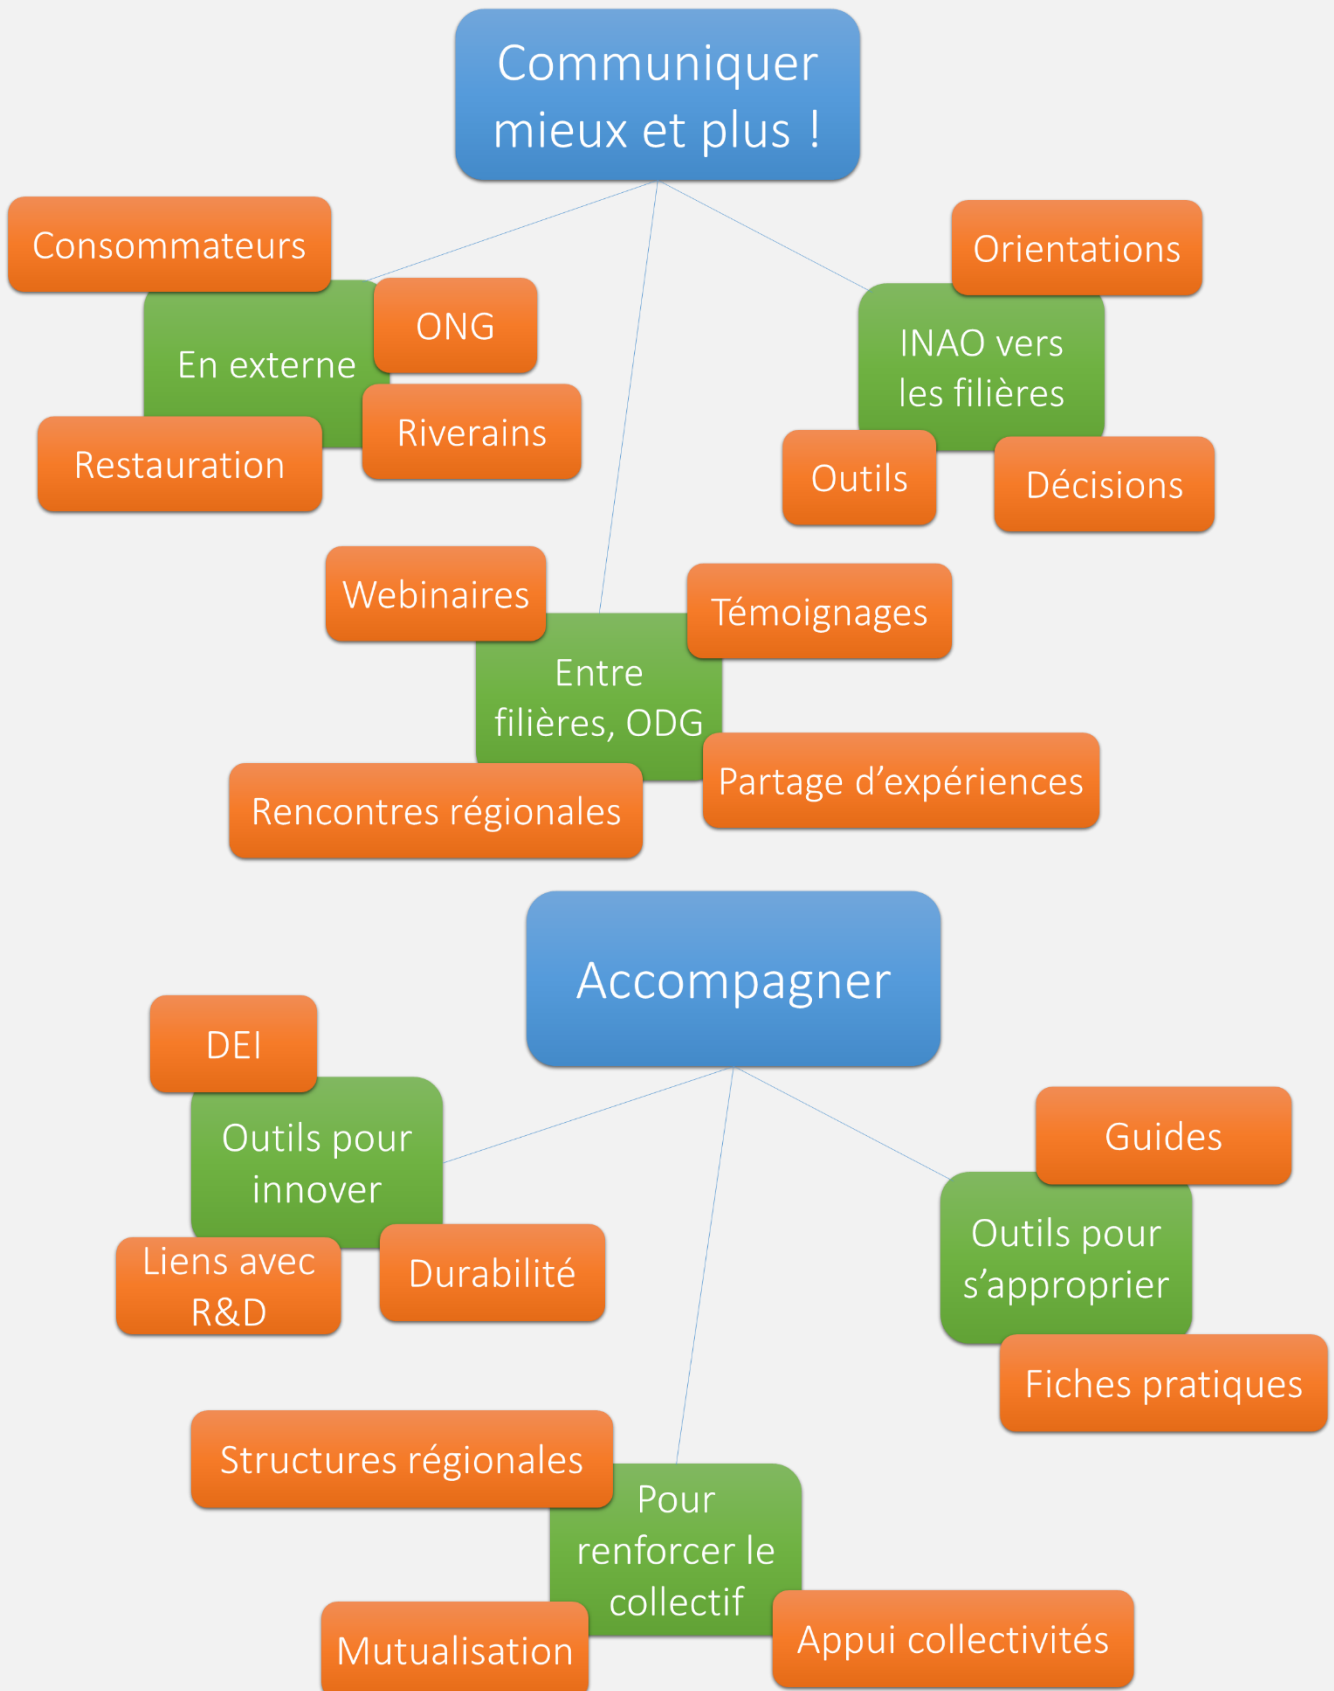 Communiquer
mieux et plus !
Consommateurs
ONG
En externe
Riverains
Restauration
Orientations
INAO vers
les filières
Outils
Décisions
Webinaires
Témoignages
Entre
filières, ODG
Partage d’expériences
Rencontres régionales
Accompagner
DEI
Outils pour
innover
Liens avec
R&D
Durabilité
Guides
Outils pour
s’approprier
Fiches pratiques
Structures régionales
Pour
renforcer le
collectif
Mutualisation
Appui collectivités